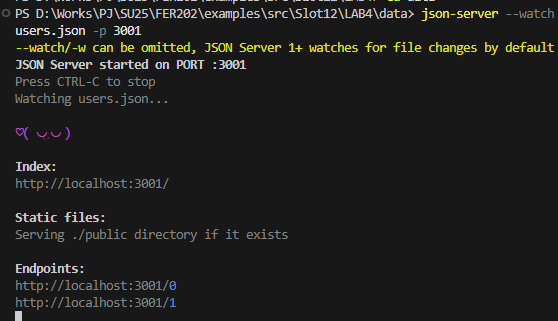 PS D:\Works\PJ\SU25\FER202\examples\src\Slot12\LAB4\data> json-server --watch
users.json -p 3001
--watch/-w can be omitted, JSON Server 1+ watches for file changes by default
JSON Server started on PORT :3001
Press CTRL-C to stop
Watching users.json...
♡( ◡‿◡ )
Index:
http://localhost:3001/
Static files:
Serving ./public directory if it exists
Endpoints:
http://localhost:3001/0
http://localhost:3001/1